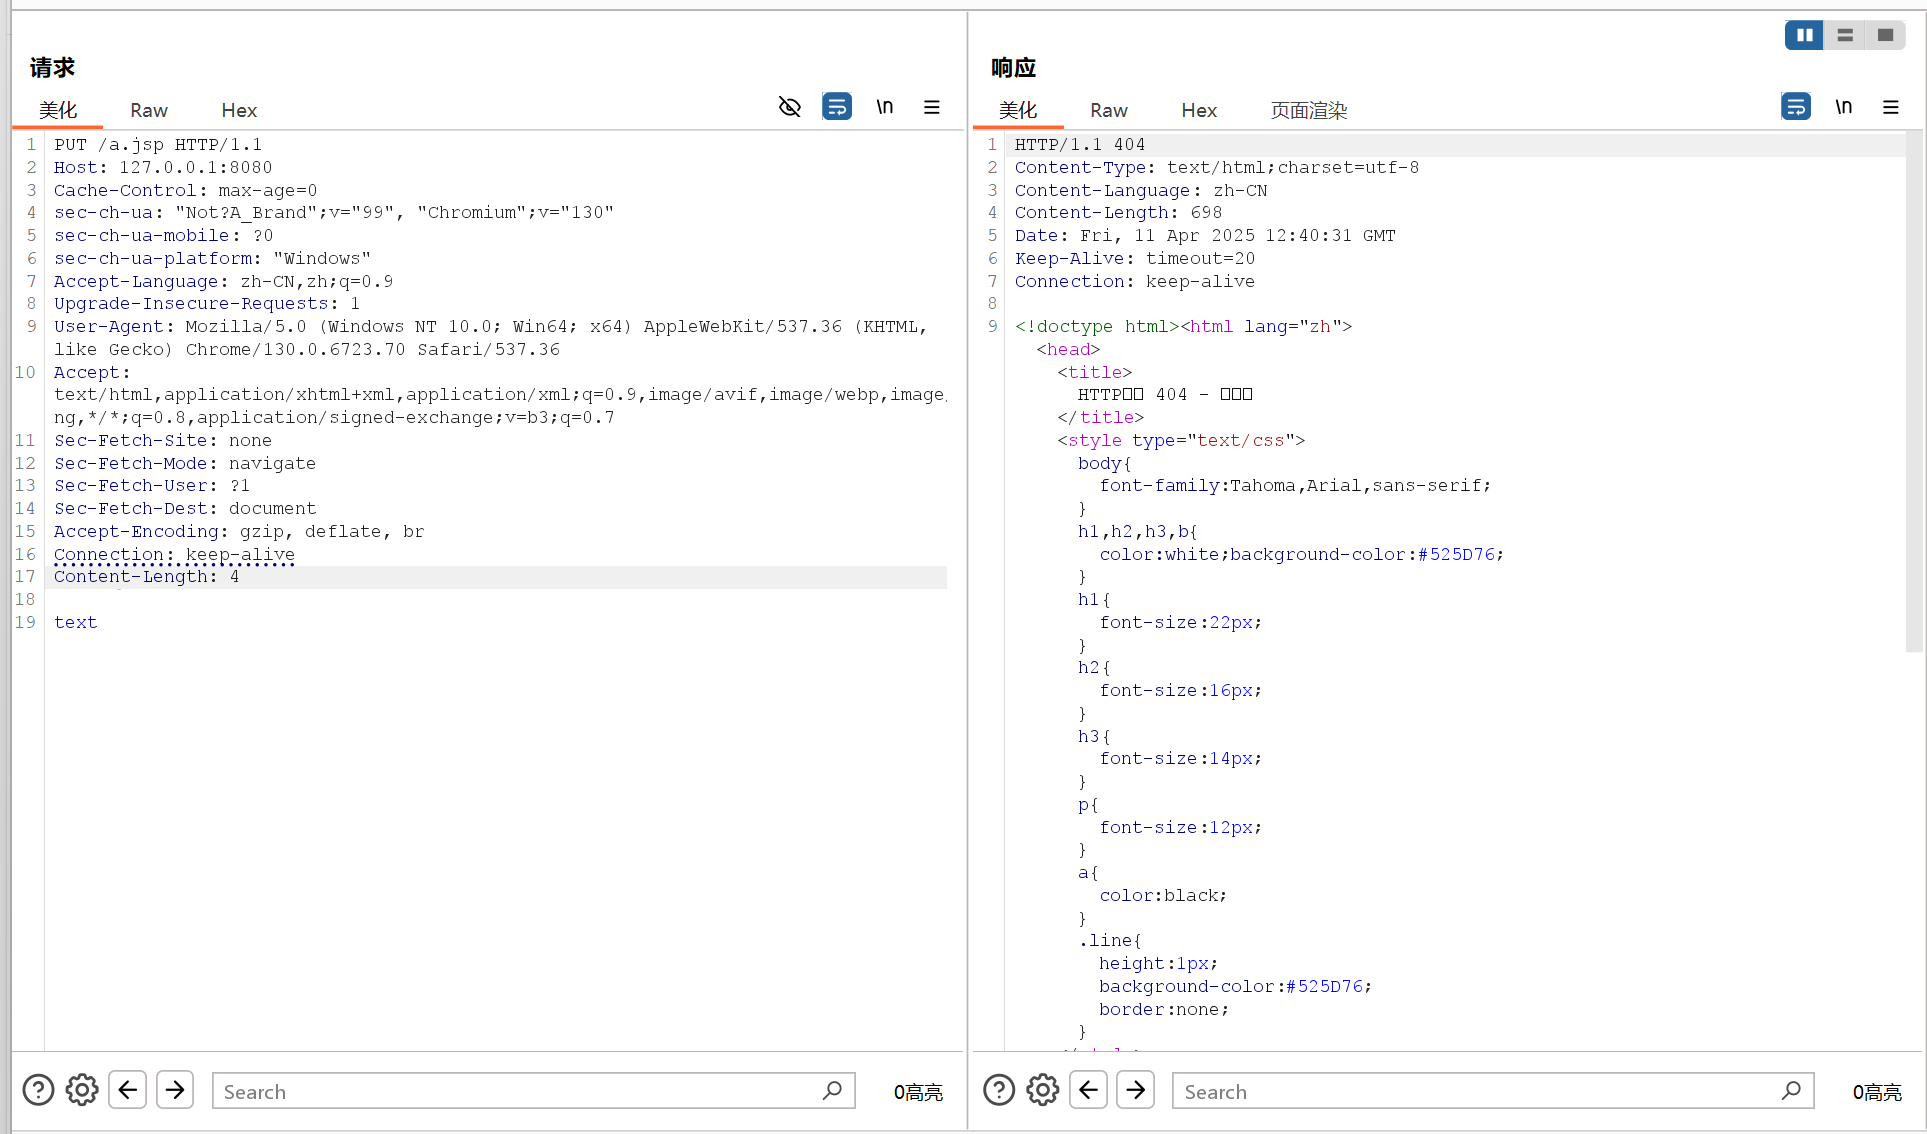 请求
美化 Raw Hex \n
1 PUT /a.jsp HTTP/1.1
2 Host: 127.0.0.1:8080
3 Cache-Control: max-age=0
4 sec-ch-ua: "Not?A_Brand";v="99", "Chromium";v="130"
5 sec-ch-ua-mobile: ?0
6 sec-ch-ua-platform: "Windows"
7 Accept-Language: zh-CN,zh;q=0.9
8 Upgrade-Insecure-Requests: 1
9 User-Agent: Mozilla/5.0 (Windows NT 10.0; Win64; x64) AppleWebKit/537.36 (KHTML,
like Gecko) Chrome/130.0.6723.70 Safari/537.36
10 Accept:
text/html,application/xhtml+xml,application/xml;q=0.9,image/avif,image/webp,image/
ng,*/*;q=0.8,application/signed-exchange;v=b3;q=0.7
11 Sec-Fetch-Site: none
12 Sec-Fetch-Mode: navigate
13 Sec-Fetch-User: ?1
14 Sec-Fetch-Dest: document
15 Accept-Encoding: gzip, deflate, br
16 Connection: keep-alive
17 Content-Length: 4
18
19 text
Search 0高亮
响应
美化 Raw Hex 页面渲染 \n
1 HTTP/1.1 404
2 Content-Type: text/html;charset=utf-8
3 Content-Language: zh-CN
4 Content-Length: 698
5 Date: Fri, 11 Apr 2025 12:40:31 GMT
6 Keep-Alive: timeout=20
7 Connection: keep-alive
8
9 <!doctype html><html lang="zh">
<head>
<title>
HTTP□□ 404 - □□□
</title>
<style type="text/css">
body{
font-family:Tahoma,Arial,sans-serif;
}
h1,h2,h3,b{
color:white;background-color:#525D76;
}
h1{
font-size:22px;
}
h2{
font-size:16px;
}
h3{
font-size:14px;
}
p{
font-size:12px;
}
a{
color:black;
}
.line{
height:1px;
background-color:#525D76;
border:none;
}
Search 0高亮